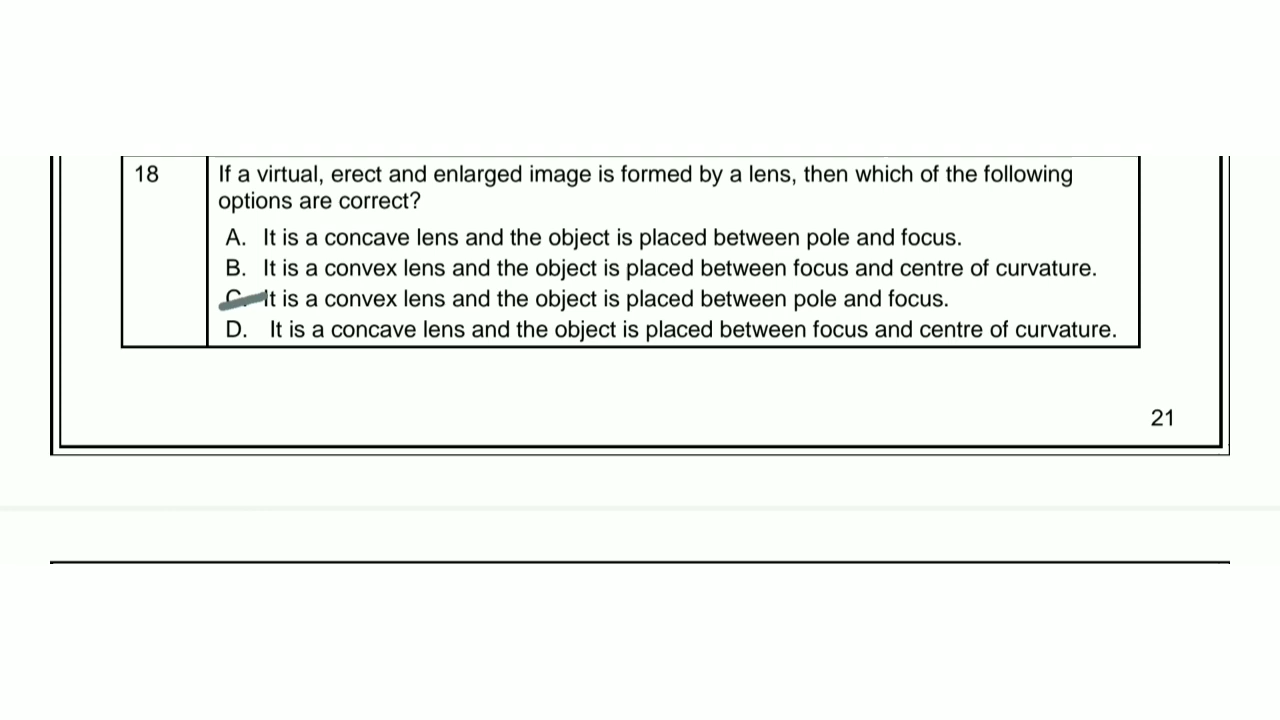 18 If a virtual, erect and enlarged image is formed by a lens, then which of the following
options are correct?
A. It is a concave lens and the object is placed between pole and focus.
B. It is a convex lens and the object is placed between focus and centre of curvature.
C. It is a convex lens and the object is placed between pole and focus.
D. It is a concave lens and the object is placed between focus and centre of curvature.
21